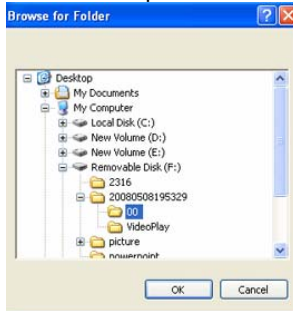 Browse for Folder
Desktop
My Documents
My Computer
Local Disk (C:)
New Volume (D:)
New Volume (E:)
Removable Disk (F:)
2316
20080508195329
00
VideoPlay
picture
powerpoint
OK
Cancel